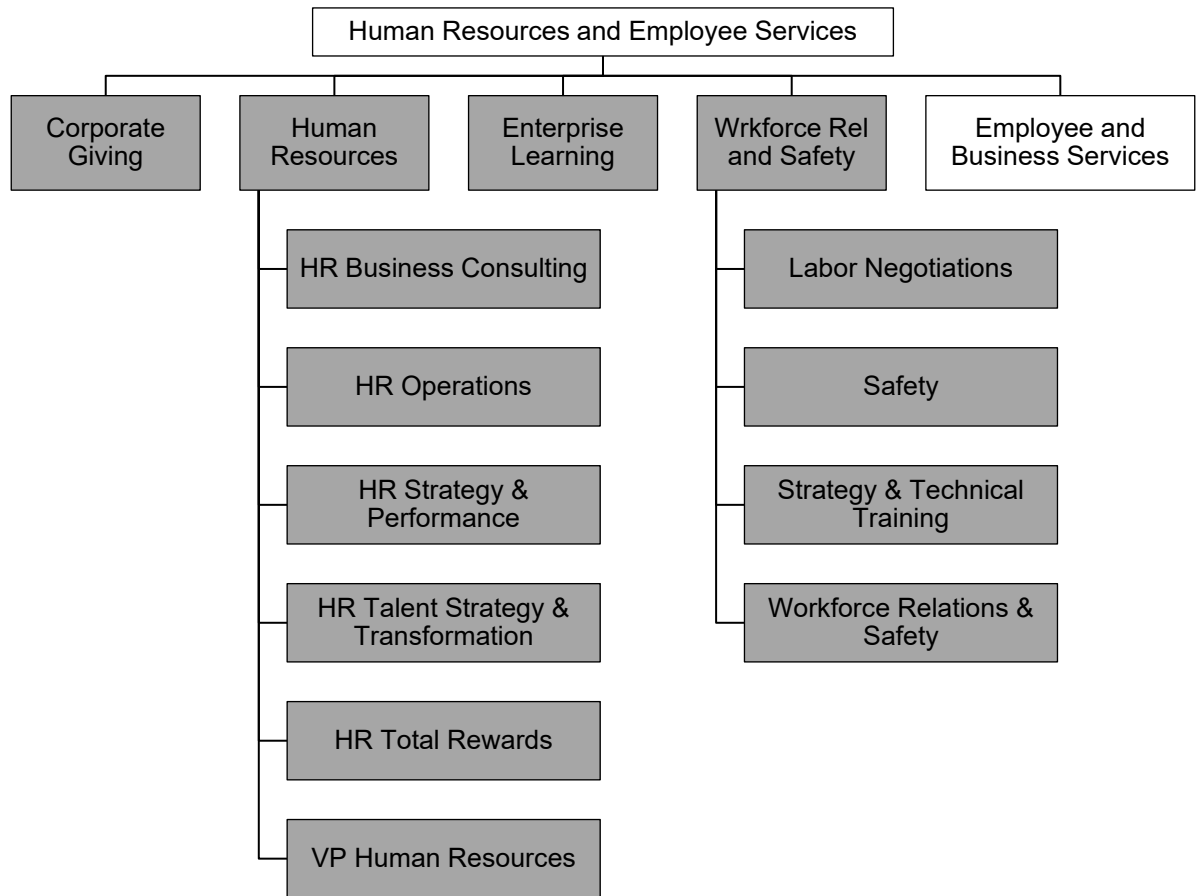 Human Resources and Employee Services
Corporate
Giving
Human
Resources
Enterprise
Learning
Wrkforce Rel
and Safety
Employee and
Business Services
HR Business Consulting
HR Operations
HR Strategy &
Performance
HR Talent Strategy &
Transformation
HR Total Rewards
VP Human Resources
Labor Negotiations
Safety
Strategy & Technical
Training
Workforce Relations &
Safety